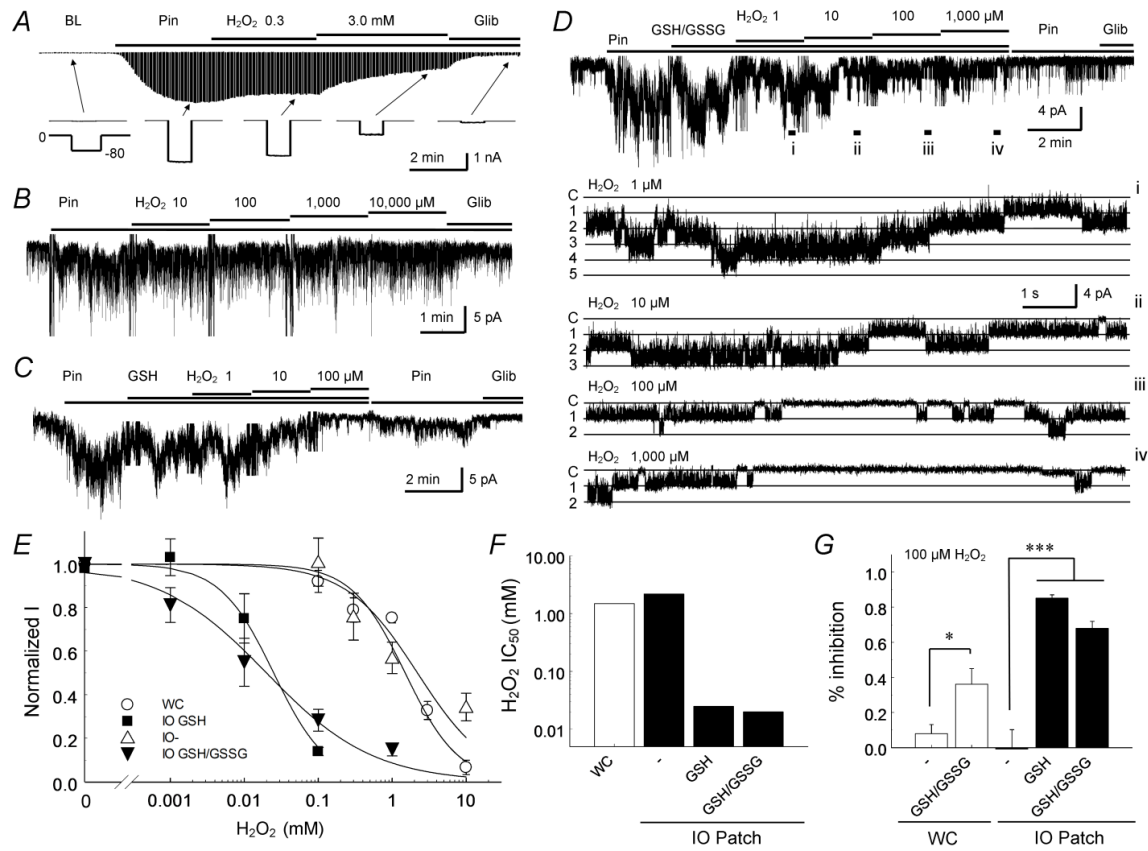 A
BL
Pin
H₂O₂ 0.3
3.0 mM
Glib
0
-80
2 min
1 nA
B
Pin
H₂O₂ 10
100
1,000
10,000 µM
Glib
1 min
5 pA
C
Pin
GSH
H₂O₂ 1
10
100 µM
Pin
Glib
2 min
5 pA
D
Pin
GSH/GSSG
H₂O₂ 1
10
100
1,000 µM
Pin
Glib
4 pA
2 min
i
ii
iii
iv
H₂O₂ 1 µM
i
C
1
2
3
4
5
1 s
4 pA
H₂O₂ 10 µM
ii
C
1
2
3
H₂O₂ 100 µM
iii
C
1
2
H₂O₂ 1,000 µM
iv
C
1
2
E
Normalized I
1.0
0.8
0.6
0.4
0.2
0.0
WC
IO GSH
IO-
IO GSH/GSSG
0
0.001
0.01
0.1
1
10
H₂O₂ (mM)
F
H₂O₂ IC₅₀ (mM)
10.00
1.00
0.10
0.01
WC
-
GSH
GSH/GSSG
IO Patch
G
100 µM H₂O₂
% inhibition
1.0
0.8
0.6
0.4
0.2
0.0
*
***
-
-
GSH/GSSG
-
GSH
GSH/GSSG
WC
IO Patch